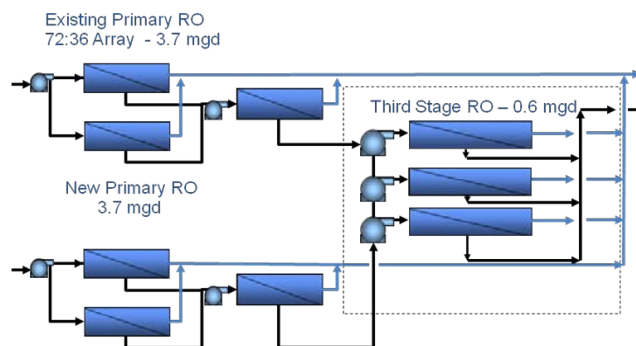 Existing Primary RO
72:36 Array - 3.7 mgd
Third Stage RO – 0.6 mgd
New Primary RO
3.7 mgd